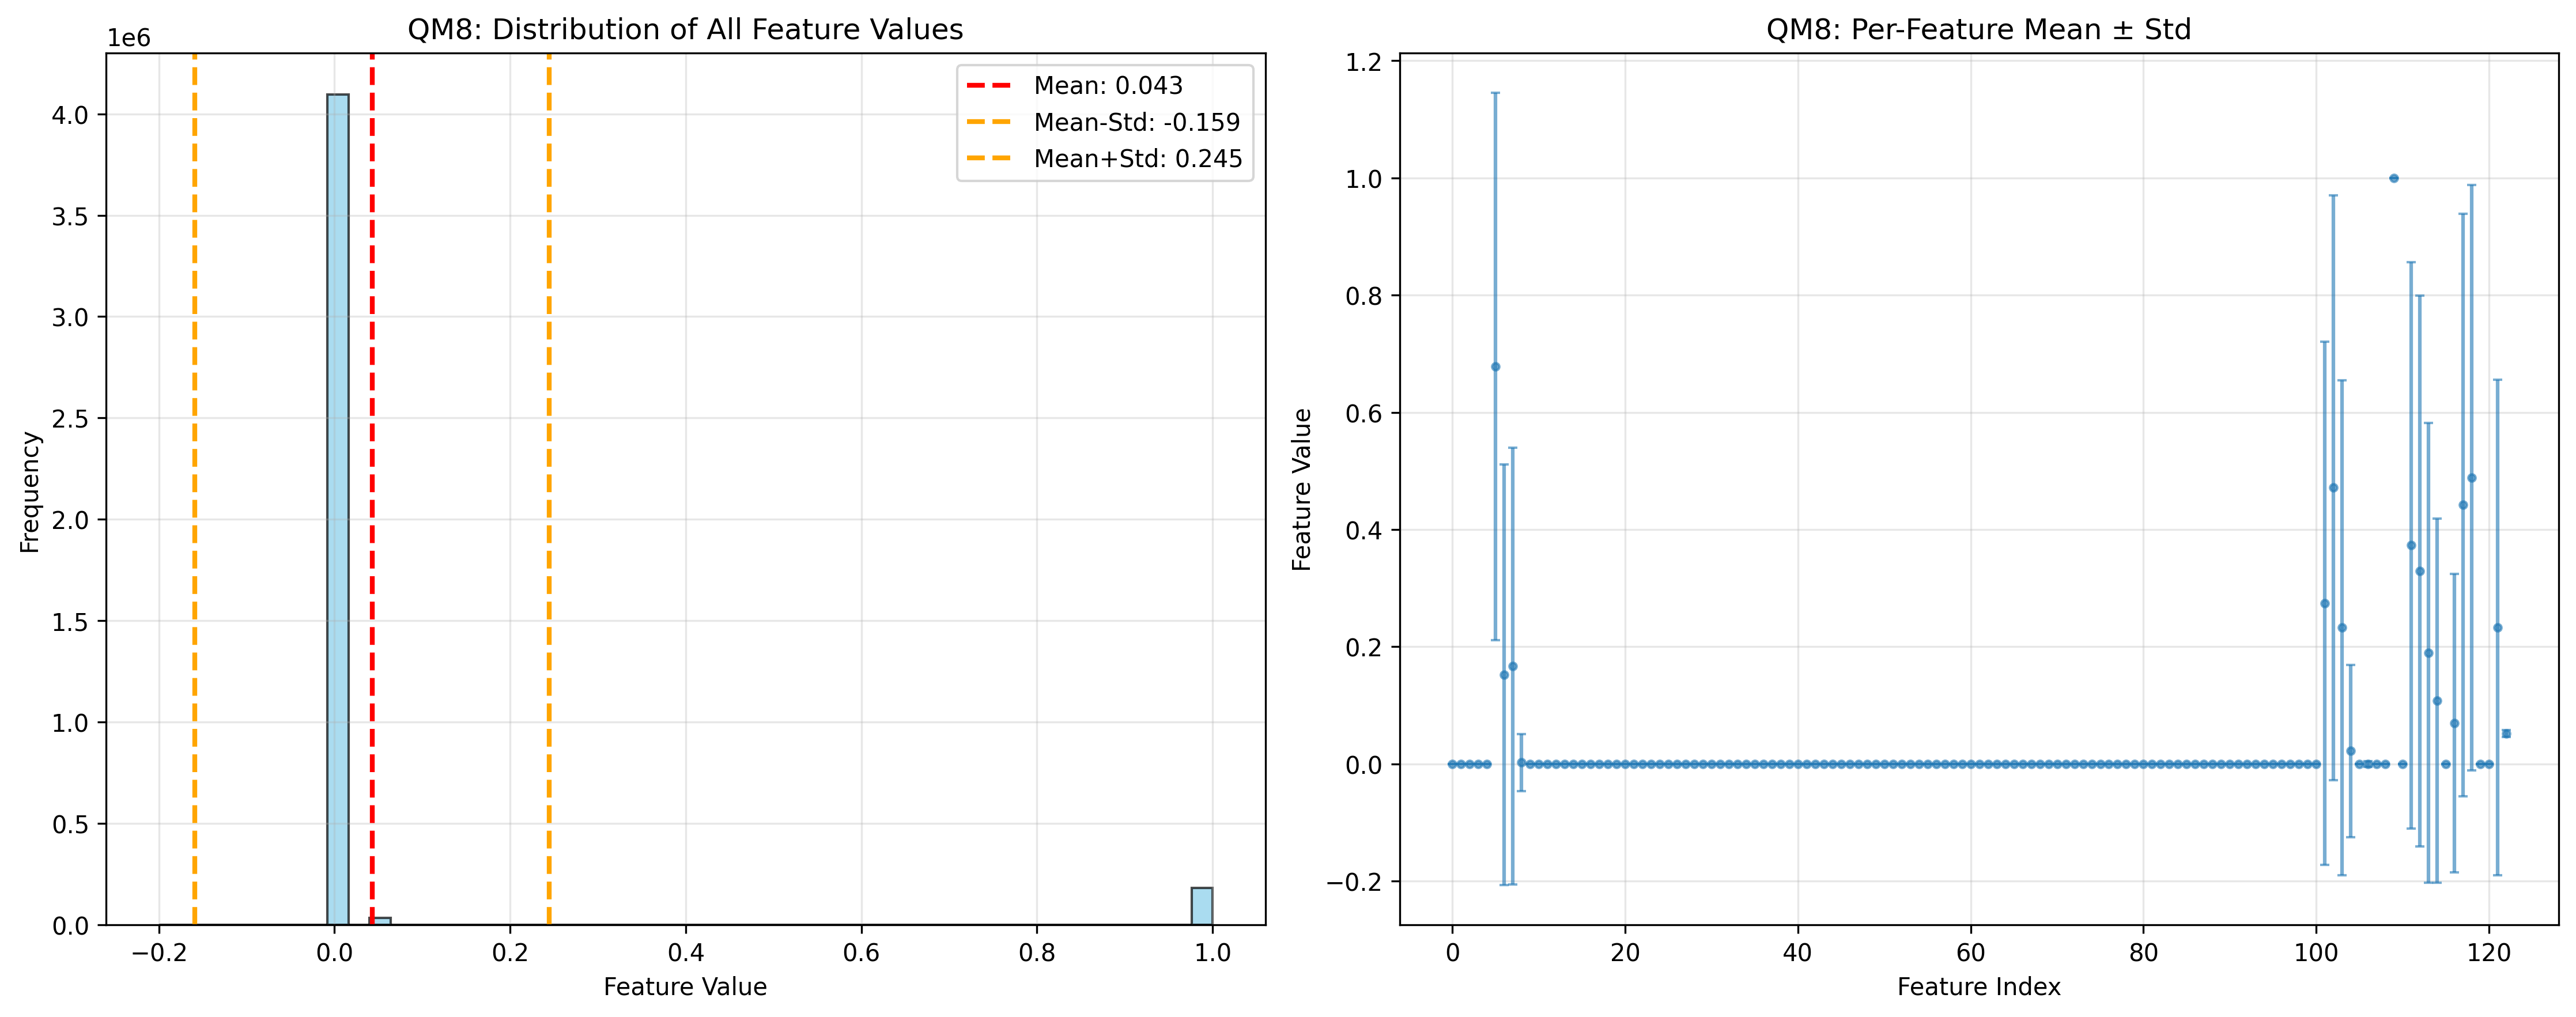 QM8: Distribution of All Feature Values
1e6
4.0
3.5
3.0
2.5
2.0
1.5
1.0
0.5
0.0
Frequency
−0.2 0.0 0.2 0.4 0.6 0.8 1.0
Feature Value
Mean: 0.043
Mean-Std: -0.159
Mean+Std: 0.245
QM8: Per-Feature Mean ± Std
1.2
1.0
0.8
0.6
0.4
0.2
0.0
−0.2
Feature Value
0 20 40 60 80 100 120
Feature Index